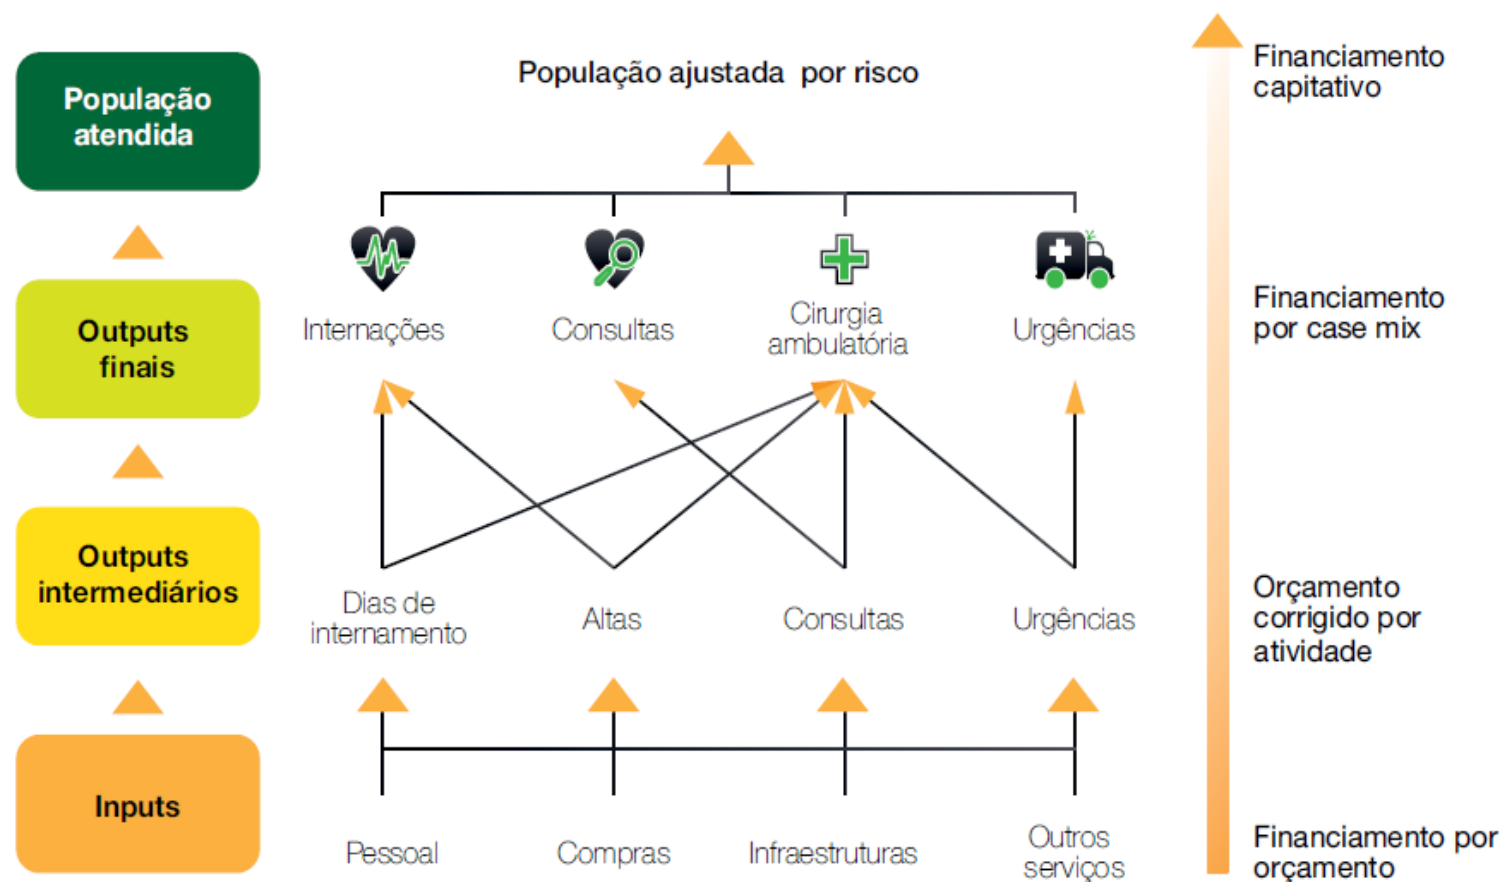 População ajustada por risco
Financiamento
capitativo
População
atendida
Outputs
finais
Internações
Consultas
Cirurgia
ambulatória
Urgências
Financiamento
por case mix
Outputs
intermediários
Dias de
internamento
Altas
Consultas
Urgências
Orçamento
corrigido por
atividade
Inputs
Pessoal
Compras
Infraestruturas
Outros
serviços
Financiamento por
orçamento